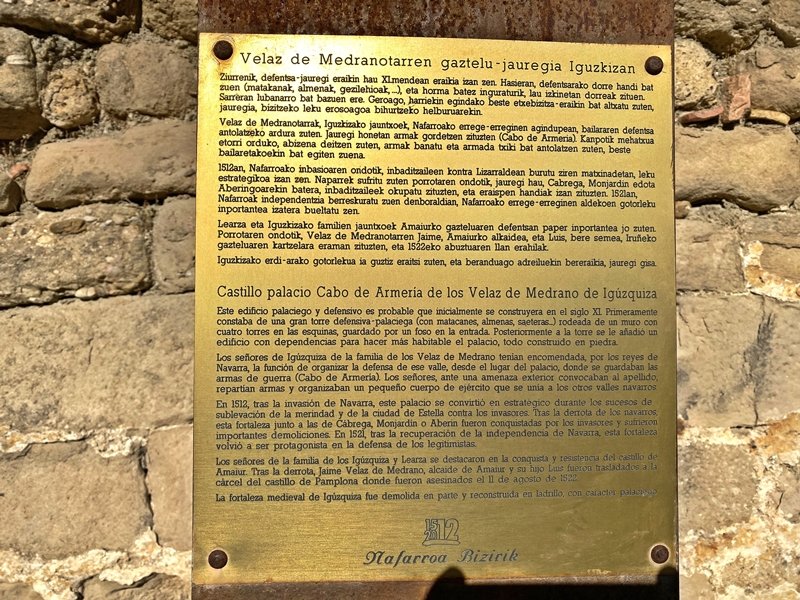 Velaz de Medranotarren gaztelu-jauregia Iguzkizan
Ziurrenik, defentsa-jauregi eraikin hau XI.mendean eraikia izan zen. Hasieran, defentsarako dorre handi bat
zuen (matakanak, almenak, gezilehioak,...), eta horma batez inguraturik, lau izkinetan dorreak zituen.
Sarreran lubanarro bat bazuen ere. Geroago, harriekin egindako beste etxebizitza-eraikin bat altxatu zuten,
jauregia, bizitzeko leku erosoagoa bihurtzeko helburuarekin.
Velaz de Medranotarrak, Iguzkizako jauntxoek, Nafarroako errege-erreginen agindupean, bailararen defentsa
antolatzeko ardura zuten. Jauregi honetan armak gordetzen zituzten (Cabo de Armería). Kanpotik mehatxua
etorri orduko, abizena deitzen zuten, armak banatu eta armada txiki bat antolatzen zuten, beste
bailaretakoekin bat egiten zuena.
1512an, Nafarroako inbasioaren ondotik, inbaditzaileen kontra Lizarraldean burutu ziren matxinadetan, leku
estrategikoa izan zen. Naparrek sufritu zuten porrotaren ondotik, jauregi hau, Cabrega, Monjardin edota
Aberingoarekin batera, inbaditzaileek okupatu zituzten, eta eraispen handiak izan zituzten. 1521an,
Nafarroak independentzia berreskuratu zuen denboraldian, Nafarroako errege-erreginen aldekoen gotorleku
inportantea izatera bueltatu zen.
Learza eta Iguzkizako familien jauntxoek Amaiurko gazteluaren defentsan paper inportantea jo zuten.
Porrotaren ondotik, Velaz de Medranotarren Jaime, Amaiurko alkaidea, eta Luis, bere semea, Iruñeko
gazteluaren kartzelara eraman zituzten, eta 1522eko abuztuaren 11an erahilak.
Iguzkizako erdi-arako gotorlekua ia guztiz eraitsi zuten, eta beranduago adreiluekin bereraikia, jauregi gisa.
Castillo palacio Cabo de Armería de los Velaz de Medrano de Igúzquiza
Este edificio palaciego y defensivo es probable que inicialmente se construyera en el siglo XI. Primeramente
constaba de una gran torre defensiva-palaciega (con matacanes, almenas, saeteras...) rodeada de un muro con
cuatro torres en las esquinas, guardado por un foso en la entrada. Posteriormente a la torre se le añadió un
edificio con dependencias para hacer más habitable el palacio, todo construido en piedra.
Los señores de Igúzquiza de la familia de los Velaz de Medrano tenían encomendada, por los reyes de
Navarra, la función de organizar la defensa de ese valle, desde el lugar del palacio, donde se guardaban las
armas de guerra (Cabo de Armería). Los señores, ante una amenaza exterior convocaban al apellido,
repartían armas y organizaban un pequeño cuerpo de ejército que se unía a los otros valles navarros.
En 1512, tras la invasión de Navarra, este palacio se convirtió en estratégico durante los sucesos de
sublevación de la merindad y de la ciudad de Estella contra los invasores. Tras la derrota de los navarros,
esta fortaleza junto a las de Cábrega, Monjardín o Aberin fueron conquistadas por los invasores y sufrieron
importantes demoliciones. En 1521, tras la recuperación de la independencia de Navarra, esta fortaleza
volvió a ser protagonista en la defensa de los legitimistas.
Los señores de la familia de los Igúzquiza y Learza se destacaron en la conquista y resistencia del castillo de
Amaiur. Tras la derrota, Jaime Velaz de Medrano, alcaide de Amaiur y su hijo Luis fueron trasladados a la
cárcel del castillo de Pamplona donde fueron asesinados el 11 de agosto de 1522.
La fortaleza medieval de Igúzquiza fue demolida en parte y reconstruida en ladrillo, con carácter palaciego.
1512
Nafarroa Bizirik